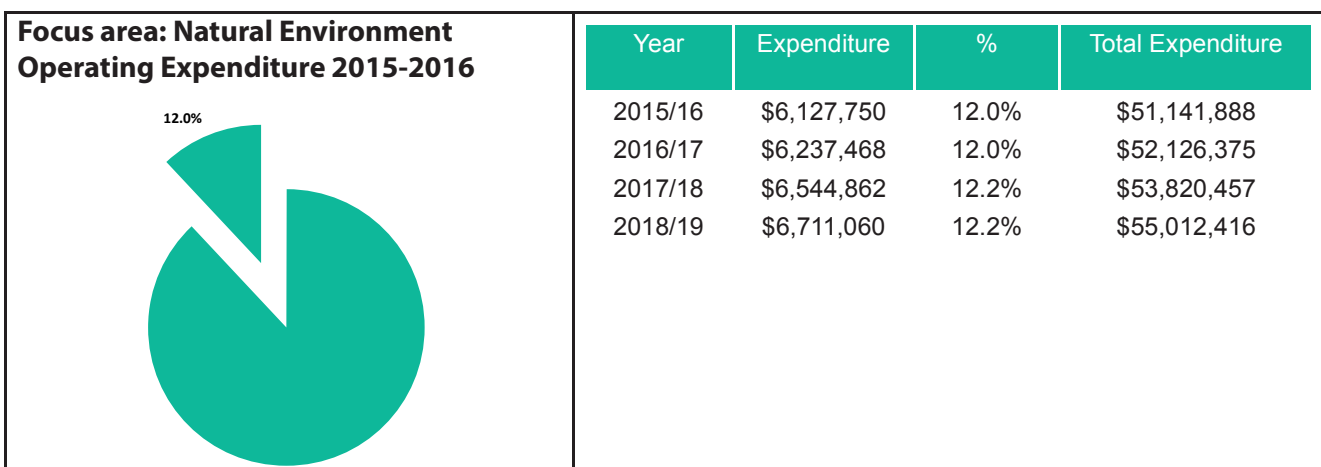 Focus area: Natural Environment
Operating Expenditure 2015-2016
12.0%
Year Expenditure % Total Expenditure
2015/16 $6,127,750 12.0% $51,141,888
2016/17 $6,237,468 12.0% $52,126,375
2017/18 $6,544,862 12.2% $53,820,457
2018/19 $6,711,060 12.2% $55,012,416